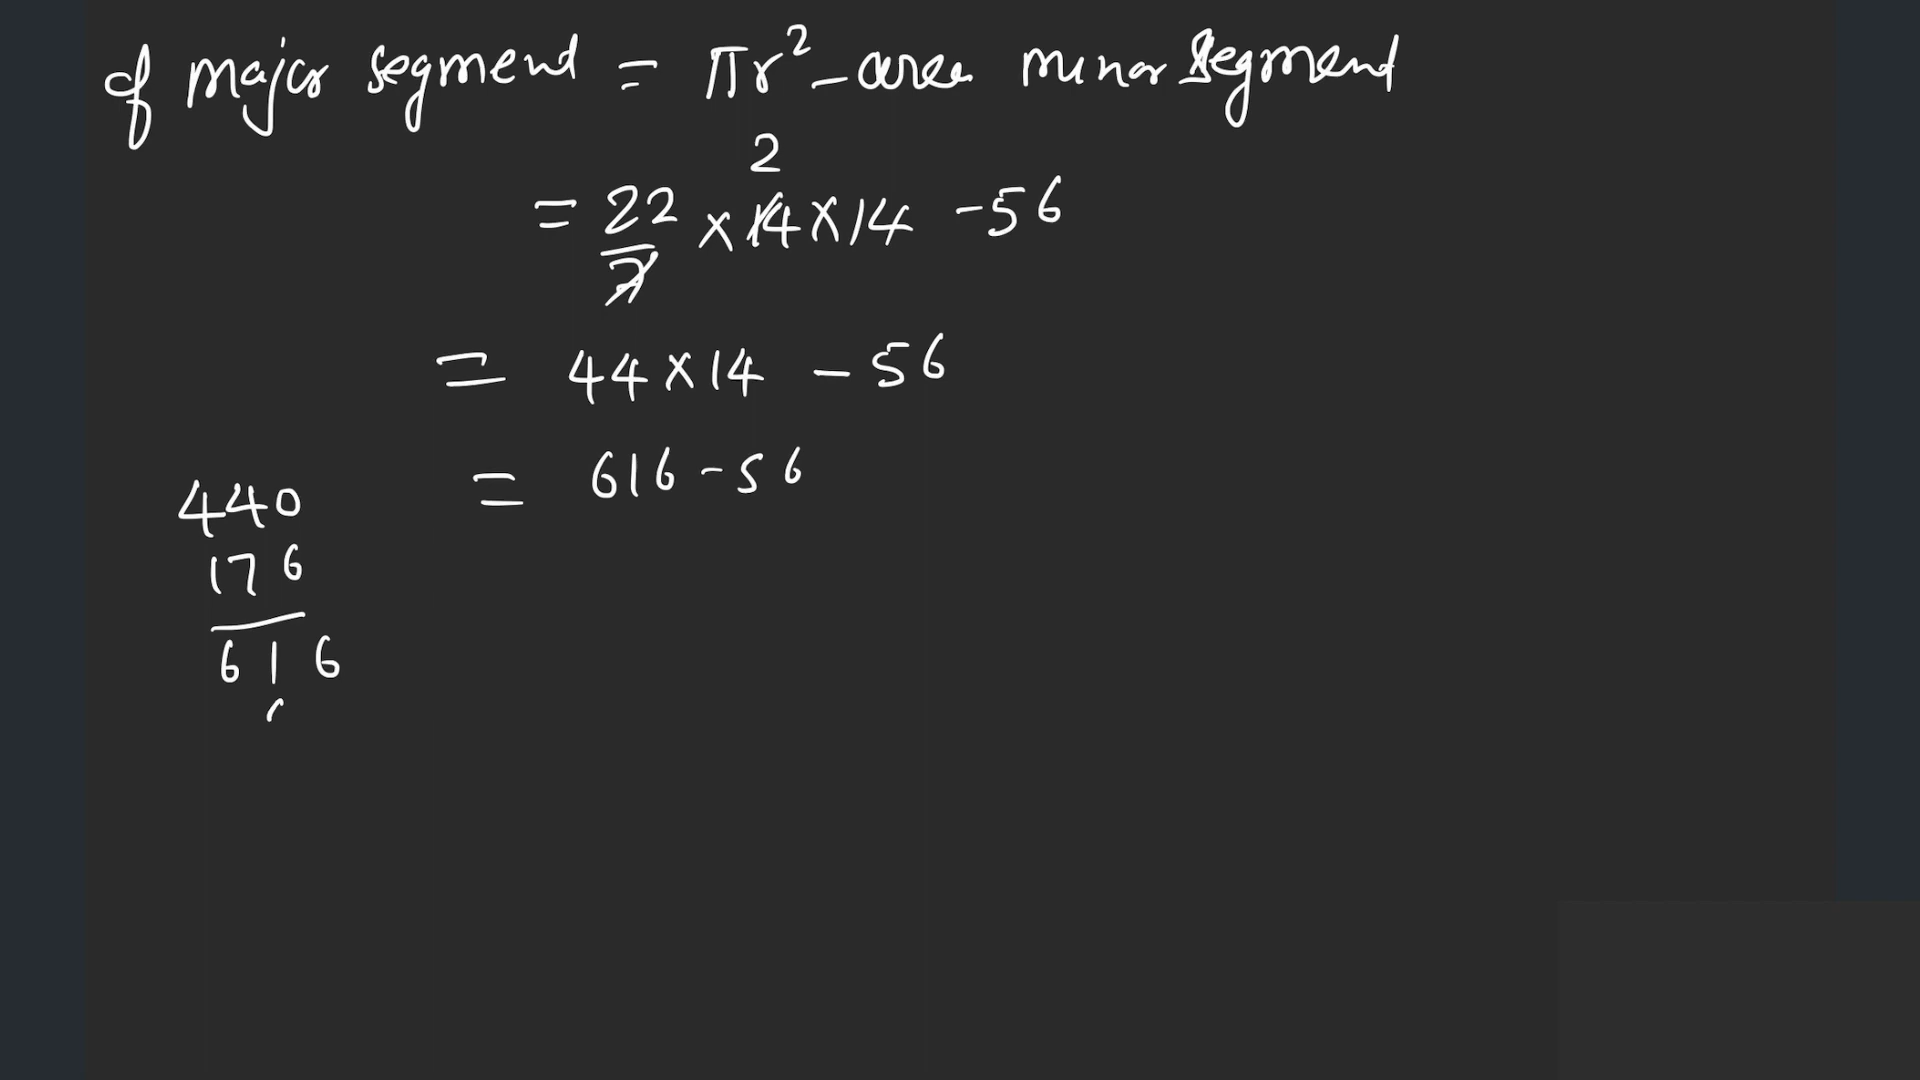 of major segment = πr² - area minor segment
2
= 22/7 × 14 × 14 - 56
= 44 × 14 - 56
= 616 - 56
440
176
616